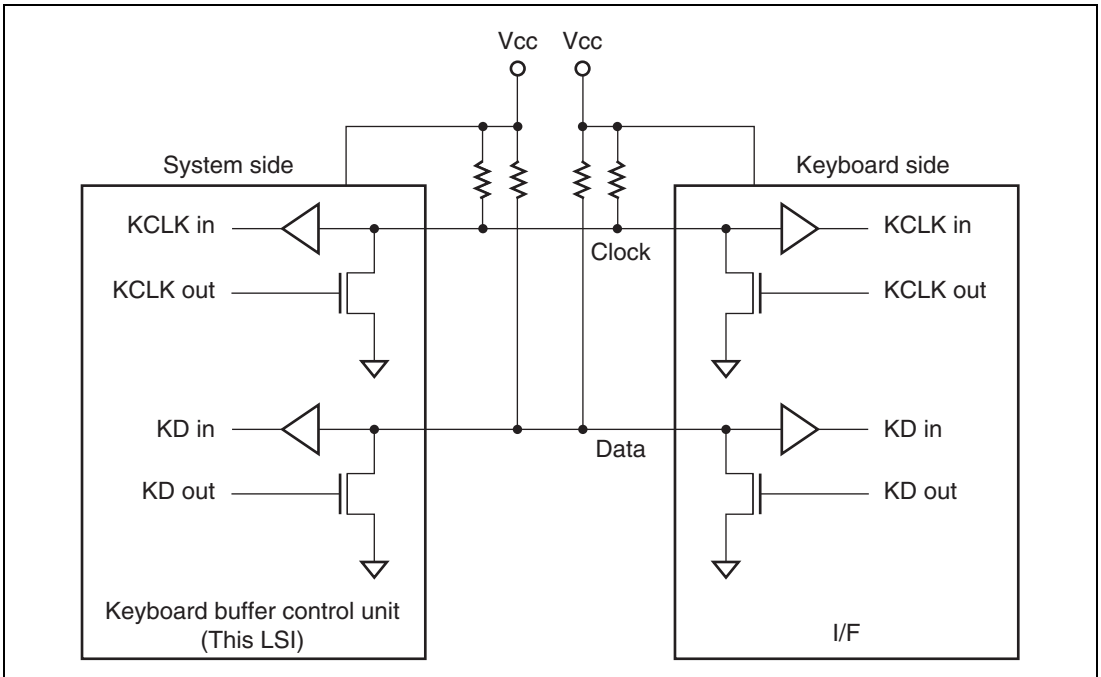 Vcc Vcc
System side
Keyboard side
KCLK in
KCLK in
Clock
KCLK out
KCLK out
KD in
KD in
Data
KD out
KD out
Keyboard buffer control unit
(This LSI)
I/F